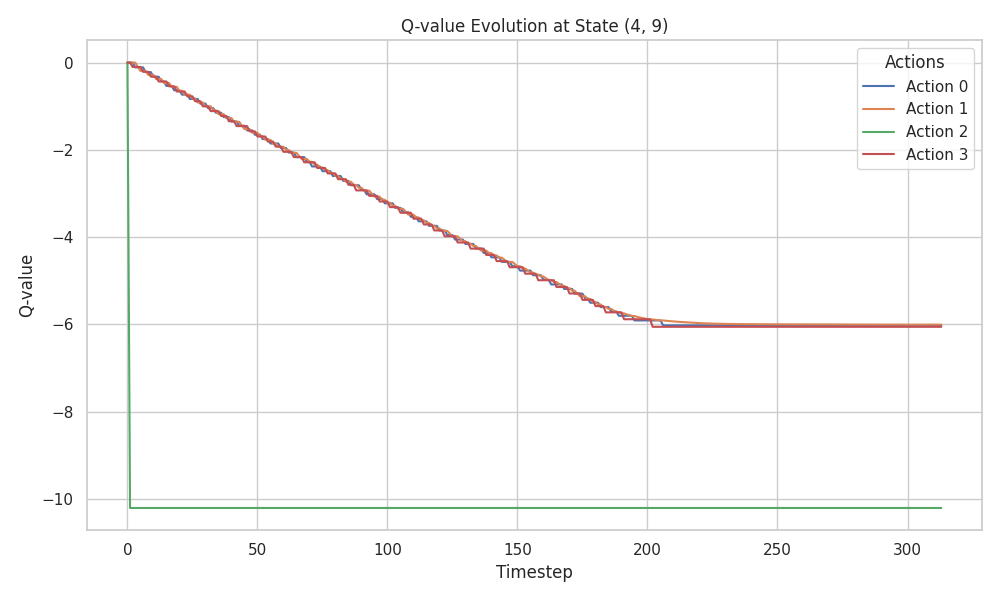 Q-value Evolution at State (4, 9)
Actions
Action 0
Action 1
Action 2
Action 3
Q-value
0
−2
−4
−6
−8
−10
0 50 100 150 200 250 300
Timestep